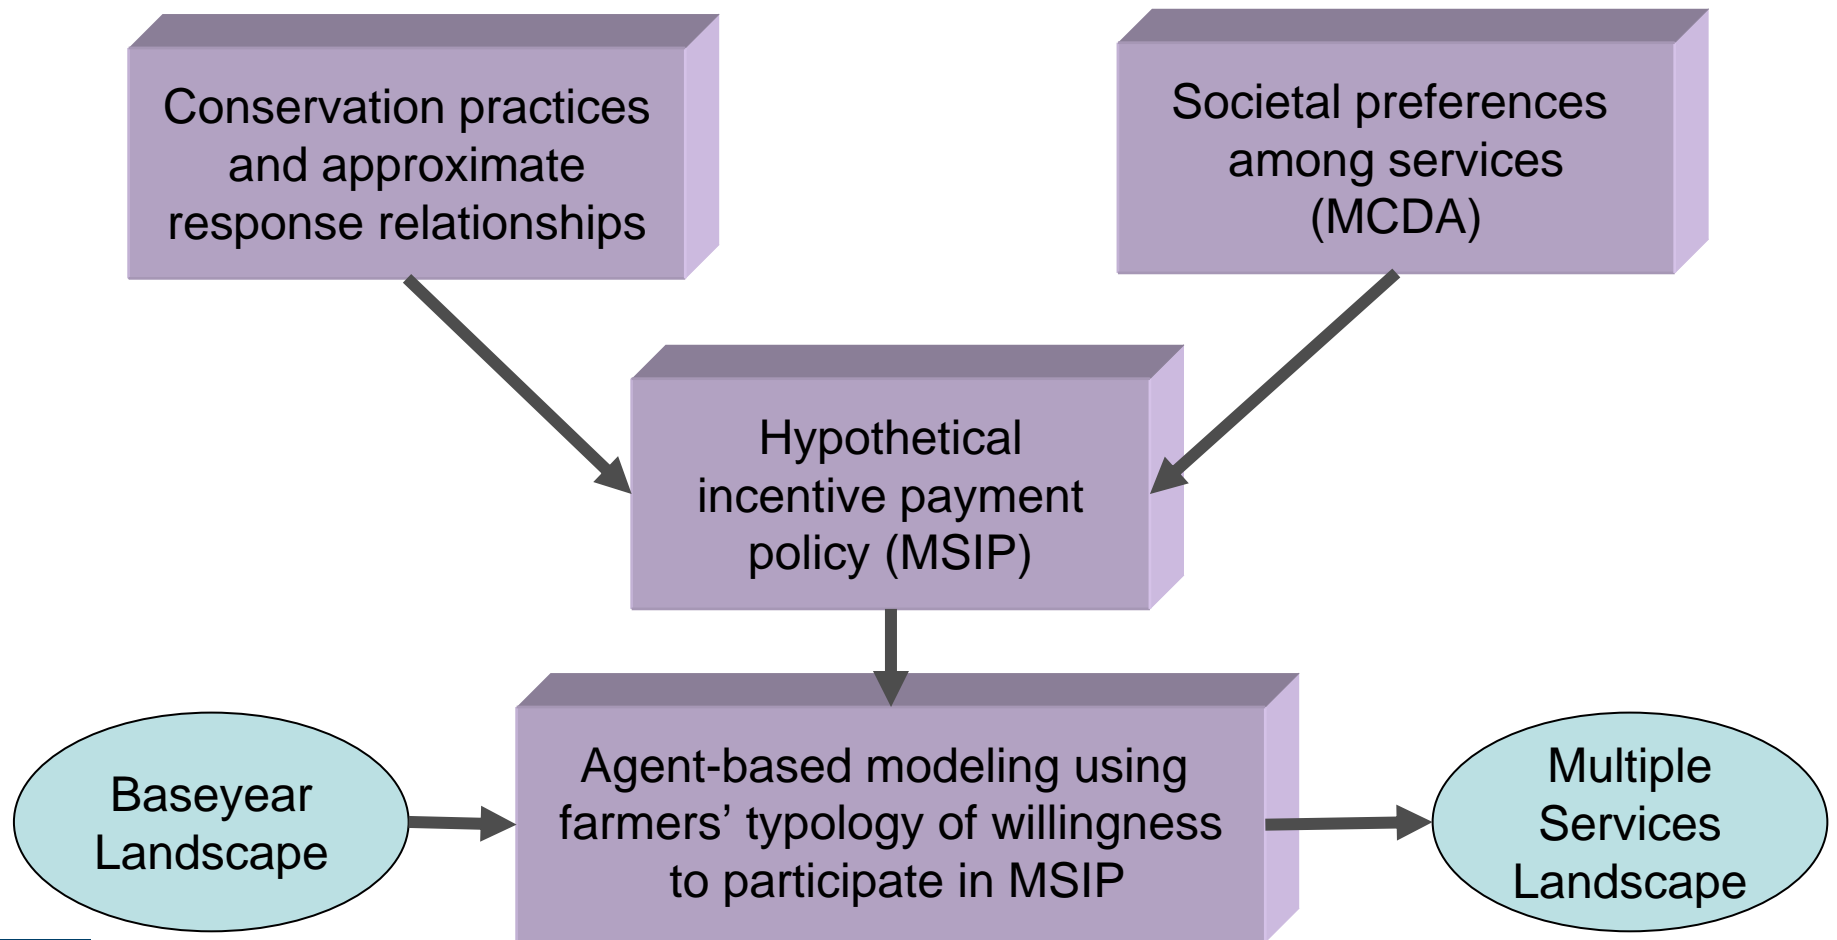 Conservation practices
and approximate
response relationships
Societal preferences
among services
(MCDA)
Hypothetical
incentive payment
policy (MSIP)
Baseyear
Landscape
Agent-based modeling using
farmers’ typology of willingness
to participate in MSIP
Multiple
Services
Landscape